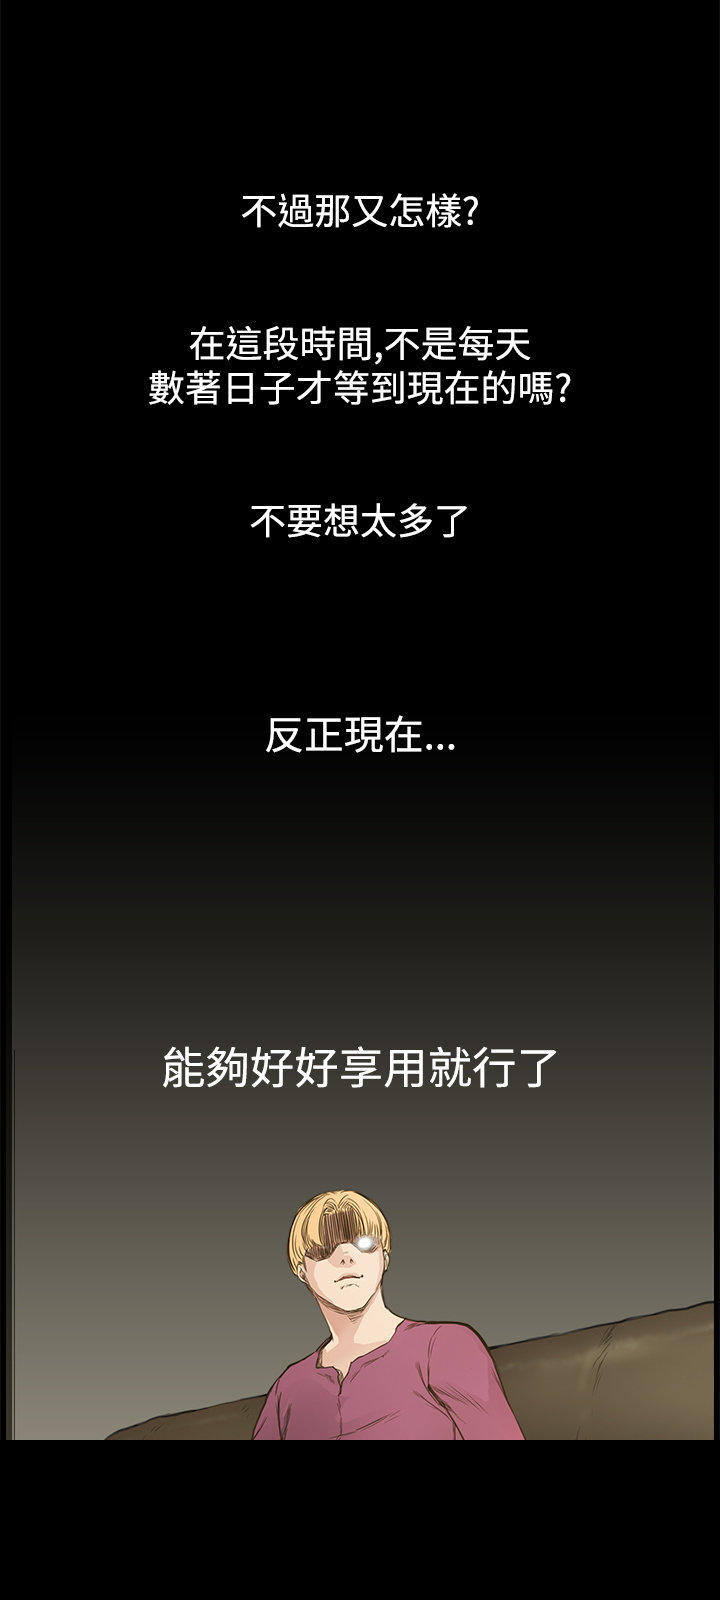 不過那又怎樣?
在這段時間,不是每天
數著日子才等到現在的嗎?
不要想太多了
反正現在...
能夠好好享用就行了